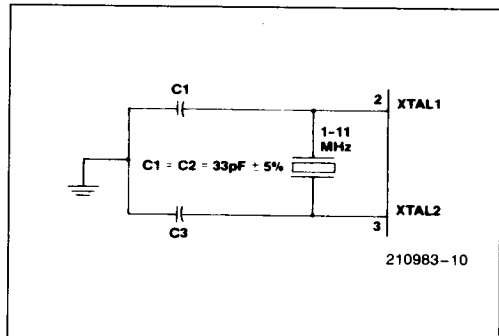 C1
2 XTAL1
1-11
MHz
C1 = C2 = 33pF ± 5%
XTAL2
3
C3
210983-10